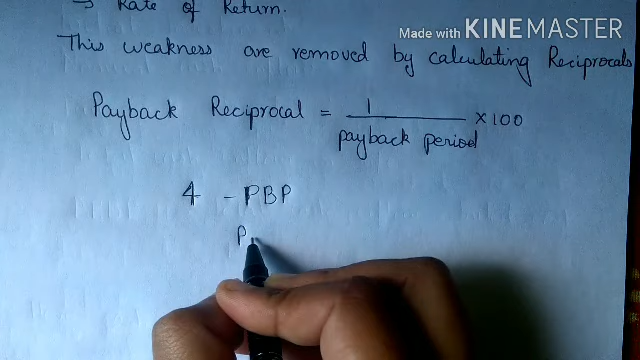 → Rate of Return.
Made with KINEMASTER
This weakness are removed by calculating Reciprocals
Payback Reciprocal = 1 / payback period × 100
4 - PBP
P